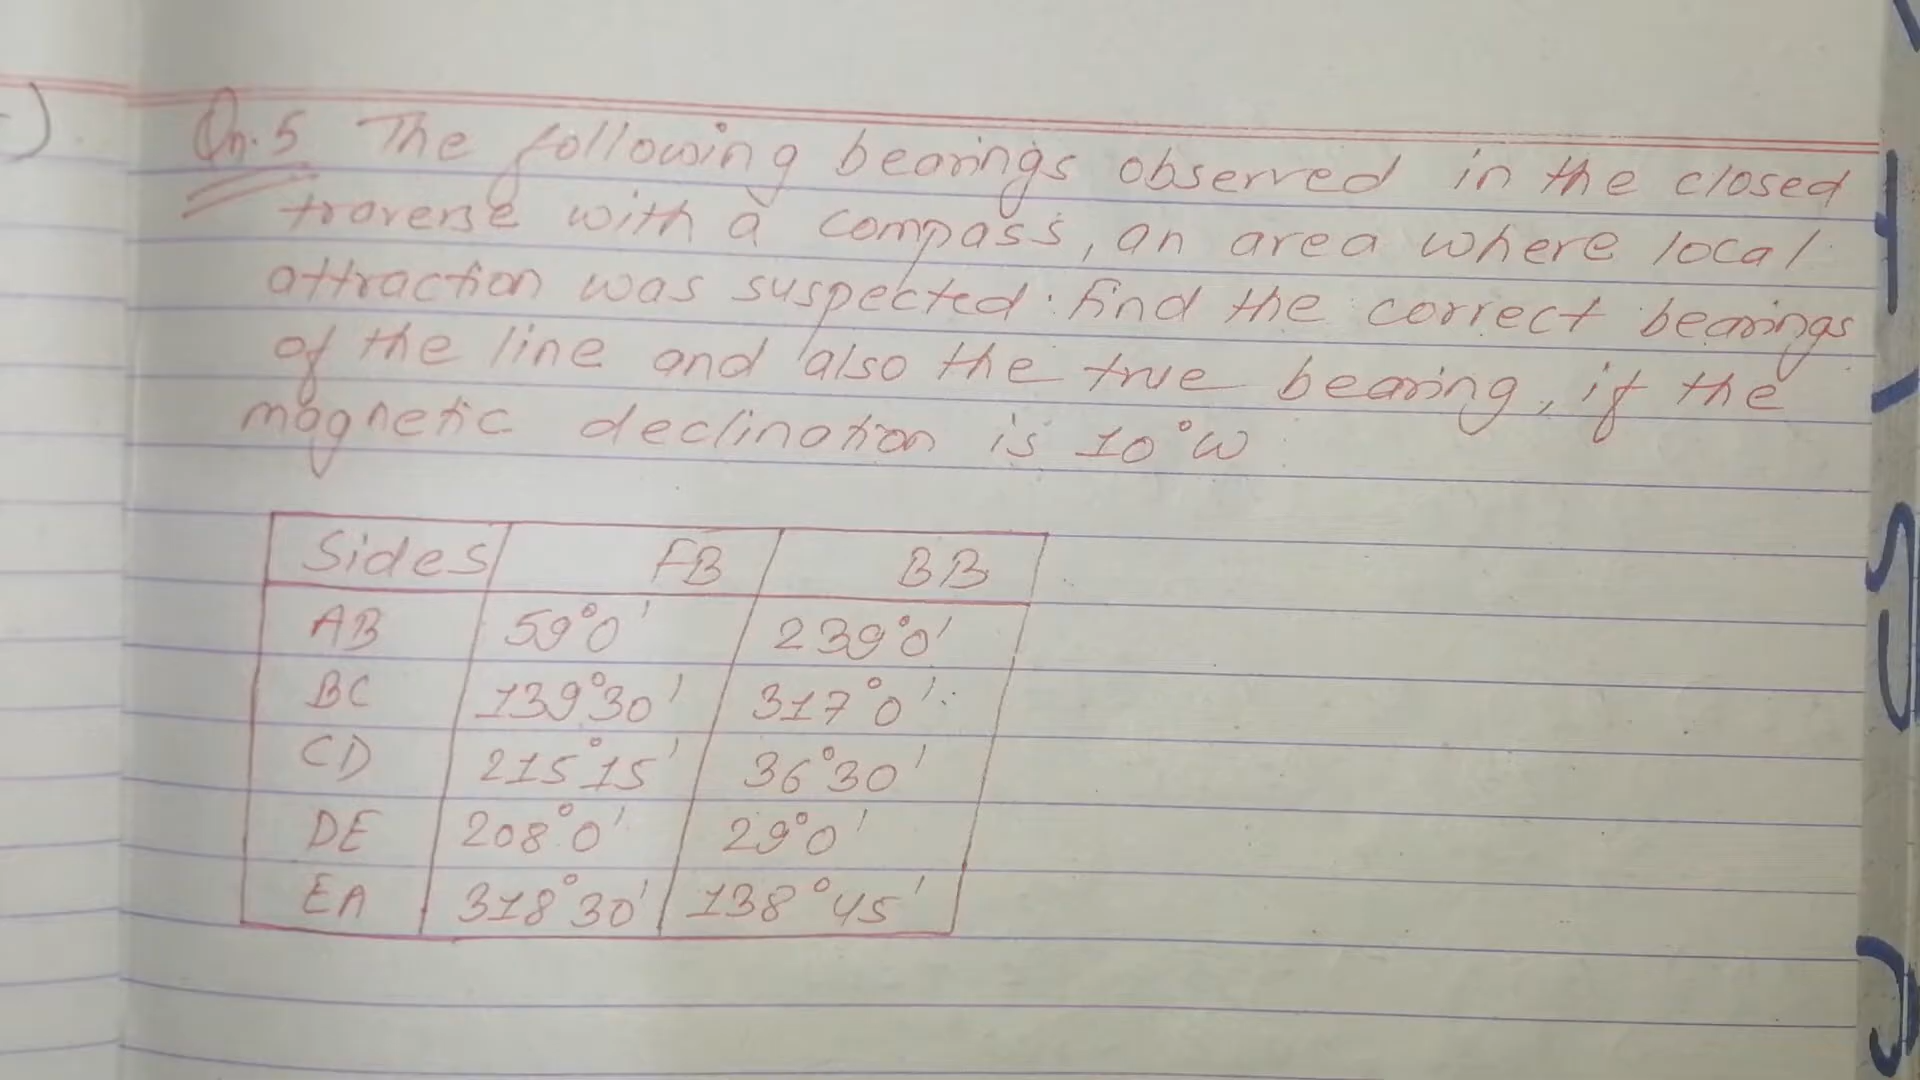 Qn.5 The following bearings observed in the closed
traverse with a compass, an area where local
attraction was suspected. find the correct bearings
of the line and also the true bearing, if the
magnetic declination is 10°W
Sides FB BB
AB 59°0' 239°0'
BC 139°30' 317°0'
CD 215°15' 36°30'
DE 208°0' 29°0'
EA 318°30' 138°45'